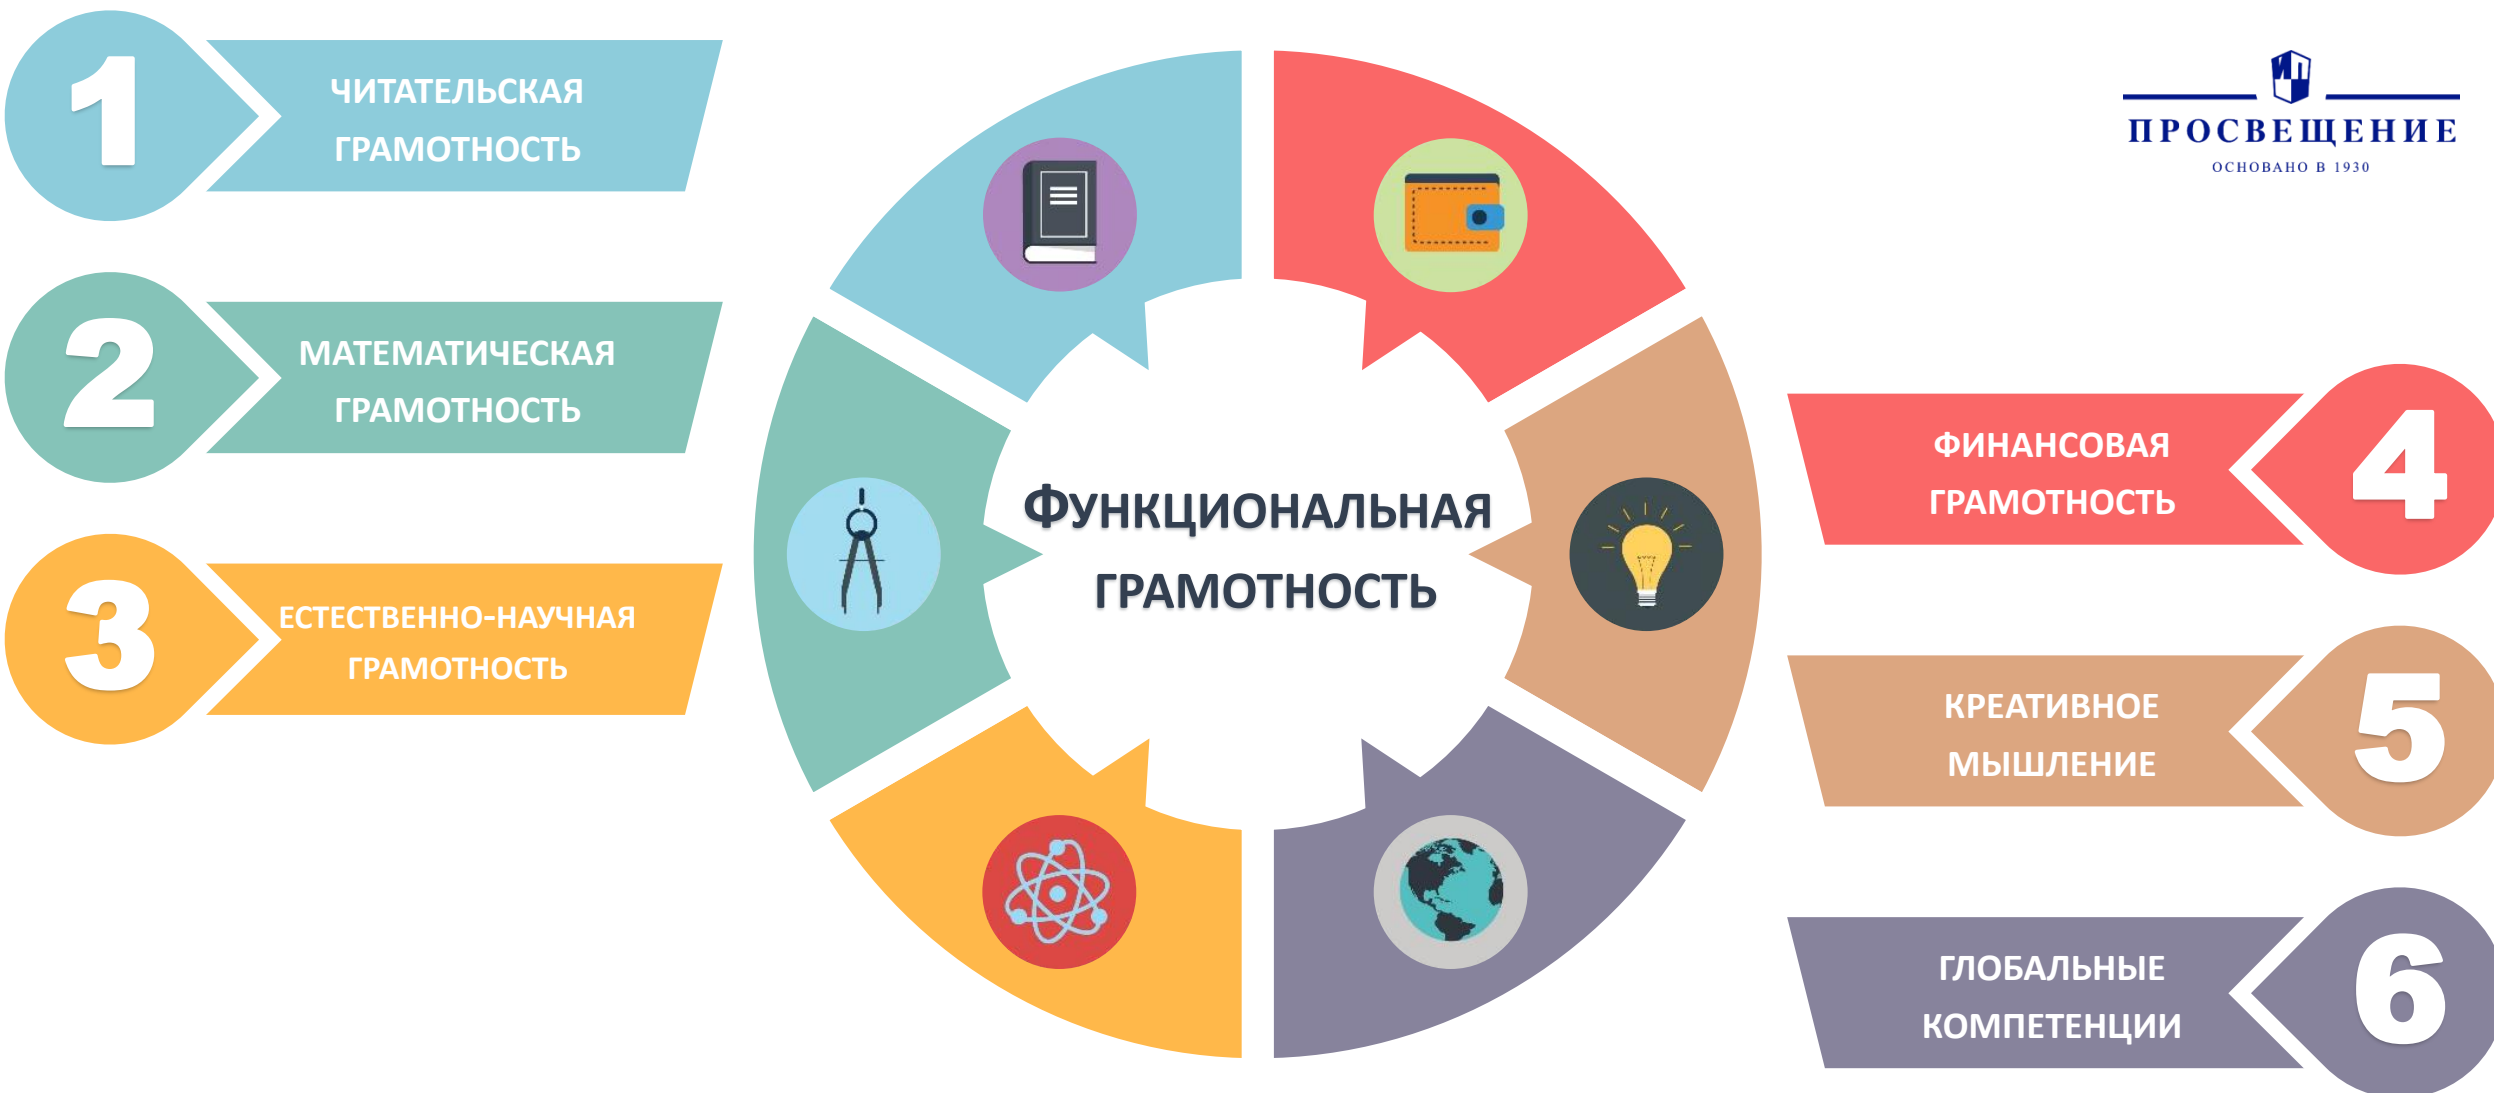 1
ЧИТАТЕЛЬСКАЯ
ГРАМОТНОСТЬ
2
МАТЕМАТИЧЕСКАЯ
ГРАМОТНОСТЬ
3
ЕСТЕСТВЕННО-НАУЧНАЯ
ГРАМОТНОСТЬ
ФУНКЦИОНАЛЬНАЯ
ГРАМОТНОСТЬ
ИП
ПРОСВЕЩЕНИЕ
ОСНОВАНО В 1930
4
ФИНАНСОВАЯ
ГРАМОТНОСТЬ
5
КРЕАТИВНОЕ
МЫШЛЕНИЕ
6
ГЛОБАЛЬНЫЕ
КОМПЕТЕНЦИИ